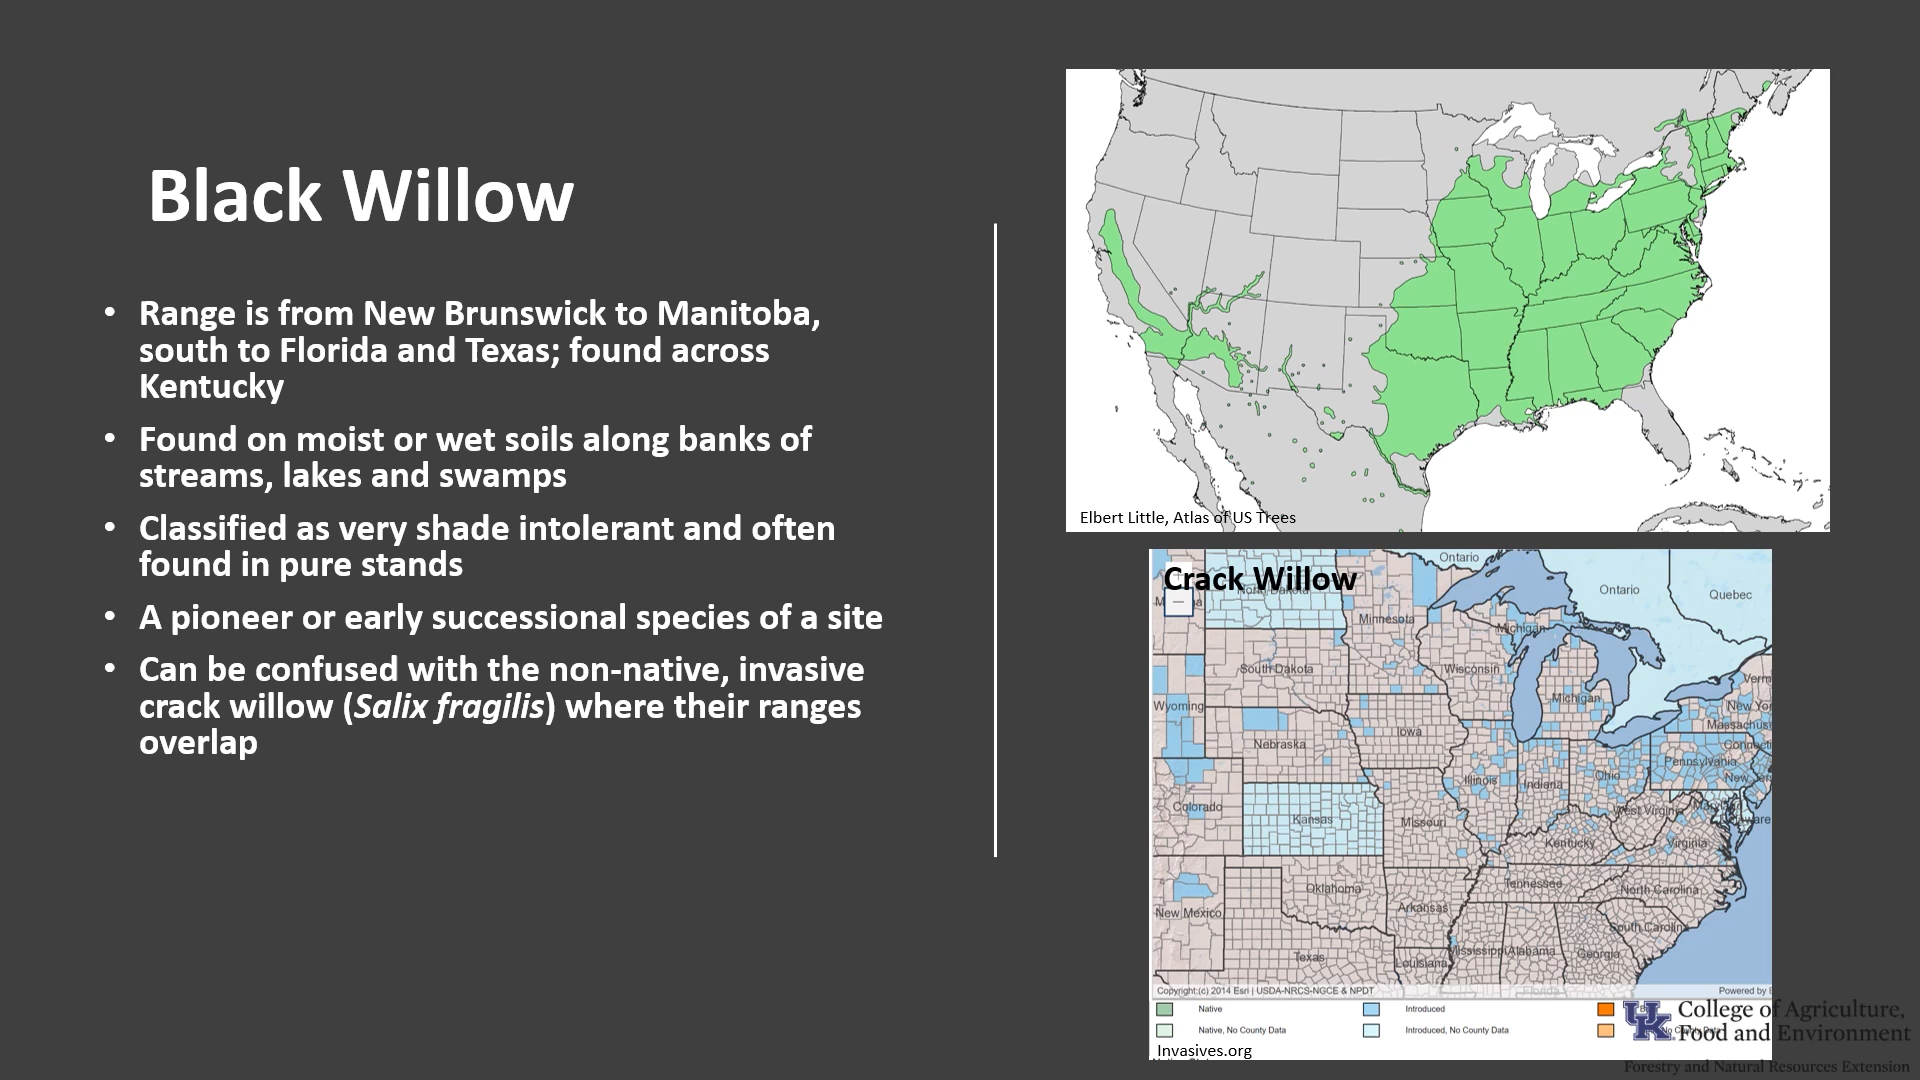 Black Willow
• Range is from New Brunswick to Manitoba,
south to Florida and Texas; found across
Kentucky
• Found on moist or wet soils along banks of
streams, lakes and swamps
• Classified as very shade intolerant and often
found in pure stands
• A pioneer or early successional species of a site
• Can be confused with the non-native, invasive
crack willow (Salix fragilis) where their ranges
overlap
Elbert Little, Atlas of US Trees
Crack Willow
Ontario
North Dakota
Ontario
Quebec
Minnesota
Michigan
South Dakota
Wisconsin
Michigan
Wyoming
Iowa
Nebraska
Pennsylvania
Illinois
Indiana
Ohio
Colorado
Kansas
Missouri
West Virginia
Maryland
Delaware
Kentucky
Virginia
Oklahoma
Tennessee
North Carolina
New Mexico
Arkansas
South Carolina
Texas
Louisiana
Mississippi
Alabama
Georgia
Copyright:(c) 2014 Esri | USDA-NRCS-NGCE & NPDT
Powered by
Native
Introduced
Native, No County Data
Introduced, No County Data
Invasives.org
UK College of Agriculture,
Food and Environment
Forestry and Natural Resources Extension